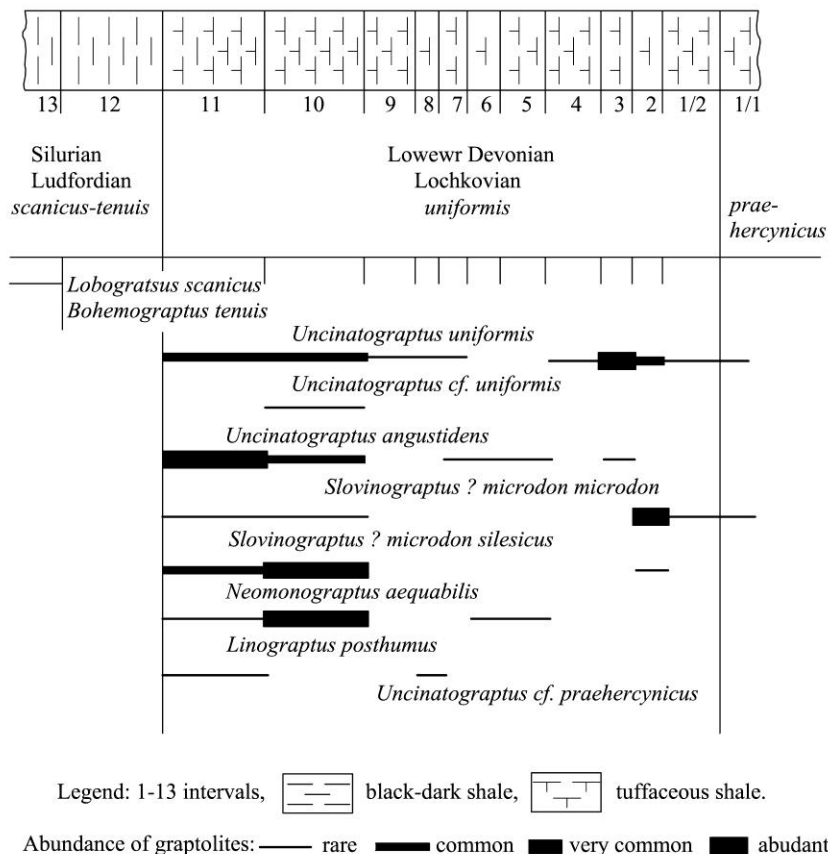 13 12 11 10 9 8 7 6 5 4 3 2 1/2 1/1
Silurian
Ludfordian
scanicus-tenuis
Lowewr Devonian
Lochkovian
uniformis
prae-
hercynicus
Lobogratsus scanicus
Bohemograptus tenuis
Uncinatograptus uniformis
Uncinatograptus cf. uniformis
Uncinatograptus angustidens
Slovinograptus ? microdon microdon
Slovinograptus ? microdon silesicus
Neomonograptus aequabilis
Linograptus posthumus
Uncinatograptus cf. praehercynicus
Legend: 1-13 intervals, black-dark shale, tuffaceous shale.
Abundance of graptolites: rare common very common abudant